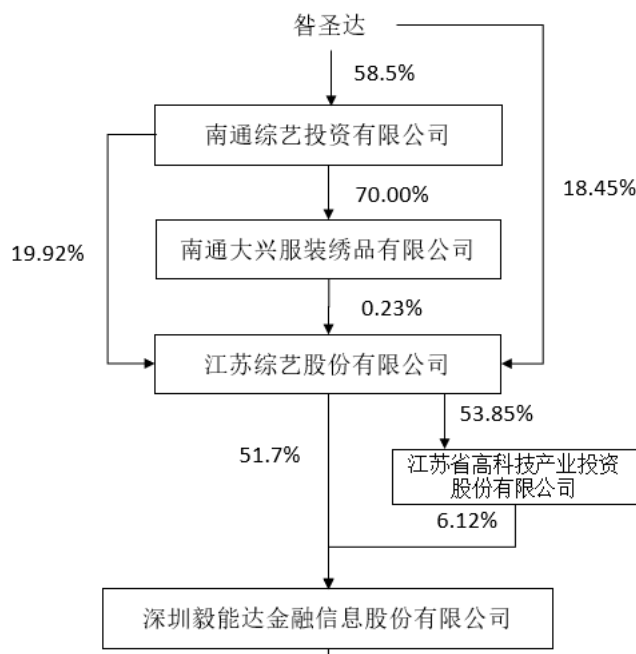 昝圣达
58.5%
南通综艺投资有限公司
70.00%
18.45%
19.92%
南通大兴服装绣品有限公司
0.23%
江苏综艺股份有限公司
53.85%
51.7%
江苏省高科技产业投资
股份有限公司
6.12%
深圳毅能达金融信息股份有限公司